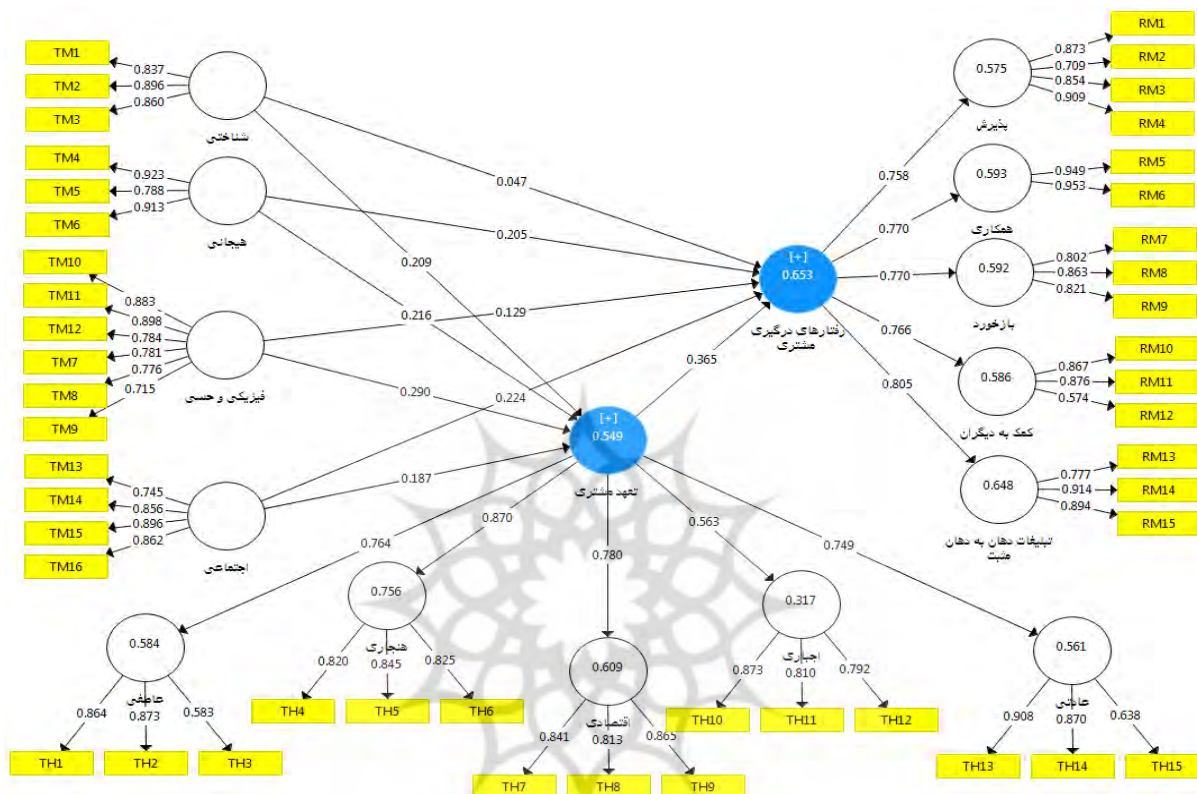 TM1
TM2
TM3
0.837
0.896
0.860
شناختی
TM4
TM5
TM6
0.923
0.788
0.913
هیجانی
TM10
TM11
TM12
TM7
TM8
TM9
0.883
0.898
0.784
0.781
0.776
0.715
فیزیکی و حسی
TM13
TM14
TM15
TM16
0.745
0.856
0.896
0.862
اجتماعی
0.047
0.205
0.209
0.129
0.216
0.290
0.224
0.187
0.365
[+]
0.653
رفتارهای درگیری
مشتری
[+]
0.549
تعهد مشتری
0.758
0.770
0.770
0.766
0.805
0.575
پذیرش
0.873
0.709
0.854
0.909
RM1
RM2
RM3
RM4
0.593
همکاری
0.949
0.953
RM5
RM6
0.592
بازخورد
0.802
0.863
0.821
RM7
RM8
RM9
0.586
کمک به دیگران
0.867
0.876
0.574
RM10
RM11
RM12
0.648
تبلیغات دهان به دهان
مثبت
0.777
0.914
0.894
RM13
RM14
RM15
0.764
0.870
0.780
0.563
0.749
0.584
عاطفی
0.864
0.873
0.583
TH1
TH2
TH3
0.756
هنجاری
0.820
0.845
0.825
TH4
TH5
TH6
0.609
اقتصادی
0.841
0.813
0.865
TH7
TH8
TH9
0.317
اجباری
0.873
0.810
0.792
TH10
TH11
TH12
0.561
عادتی
0.908
0.870
0.638
TH13
TH14
TH15